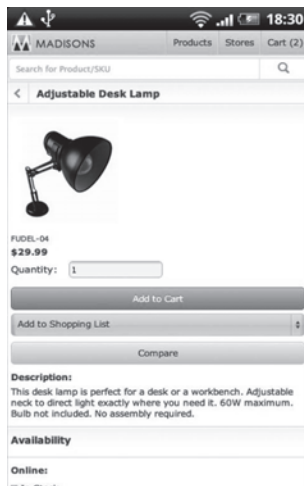 18:30
MADISONS Products Stores Cart (2)
Search for Product/SKU
Adjustable Desk Lamp
FUDEL-04
$29.99
Quantity: 1
Add to Cart
Add to Shopping List
Compare
Description:
This desk lamp is perfect for a desk or a workbench. Adjustable
neck to direct light exactly where you need it. 60W maximum.
Bulb not included. No assembly required.
Availability
Online: